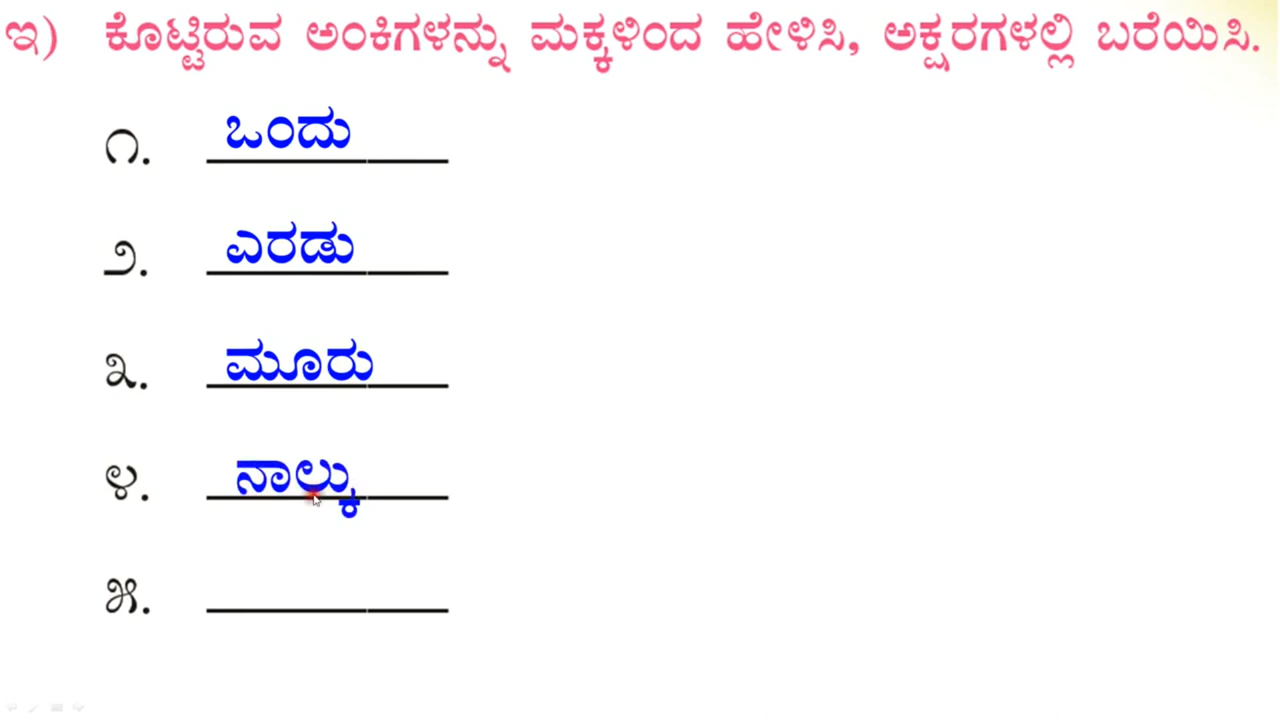 ಇ) ಕೊಟ್ಟಿರುವ ಅಂಕಿಗಳನ್ನು ಮಕ್ಕಳಿಂದ ಹೇಳಿಸಿ, ಅಕ್ಷರಗಳಲ್ಲಿ ಬರೆಯಿಸಿ.
೧. ಒಂದು
೨. ಎರಡು
೩. ಮೂರು
೪. ನಾಲ್ಕು
೫.